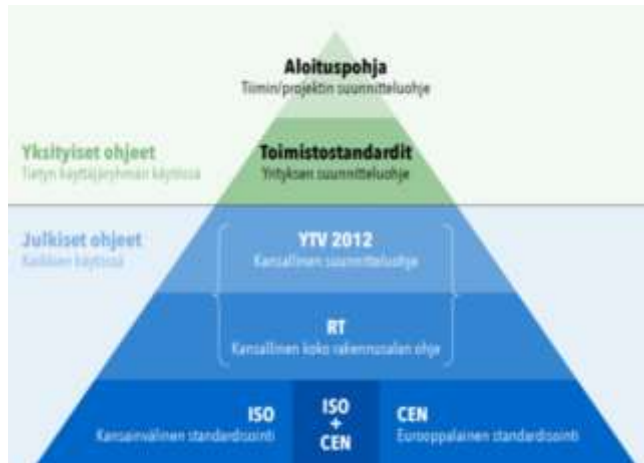 Aloituspohja
Tiimin/projektin suunnitteluohje
Yksityiset ohjeet
Tietyn käyttäjäryhmän käytössä
Toimistostandardit
Yrityksen suunnitteluohje
Julkiset ohjeet
Kaikkien käytössä
YTV 2012
Kansallinen suunnitteluohje
RT
Kansallinen koko rakennusalan ohje
ISO
Kansainvälinen standardisointi
ISO
+
CEN
CEN
Eurooppalainen standardisointi